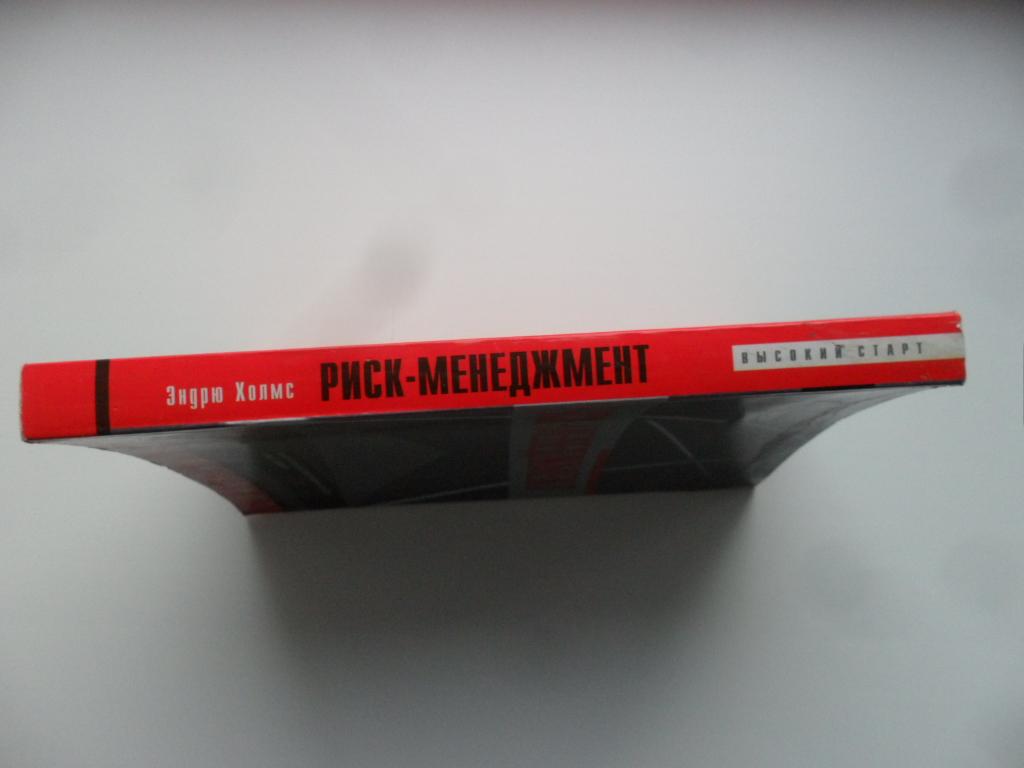 Эндрю Холмс
РИСК-МЕНЕДЖМЕНТ
ВЫСОКИЙ СТАРТ